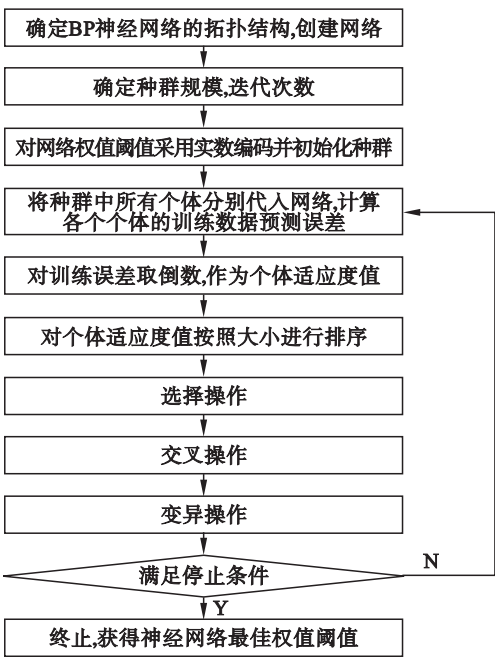 确定BP神经网络的拓扑结构,创建网络
确定种群规模,迭代次数
对网络权值阈值采用实数编码并初始化种群
将种群中所有个体分别代入网络,计算
各个个体的训练数据预测误差
对训练误差取倒数,作为个体适应度值
对个体适应度值按照大小进行排序
选择操作
交叉操作
变异操作
满足停止条件
N
Y
终止,获得神经网络最佳权值阈值